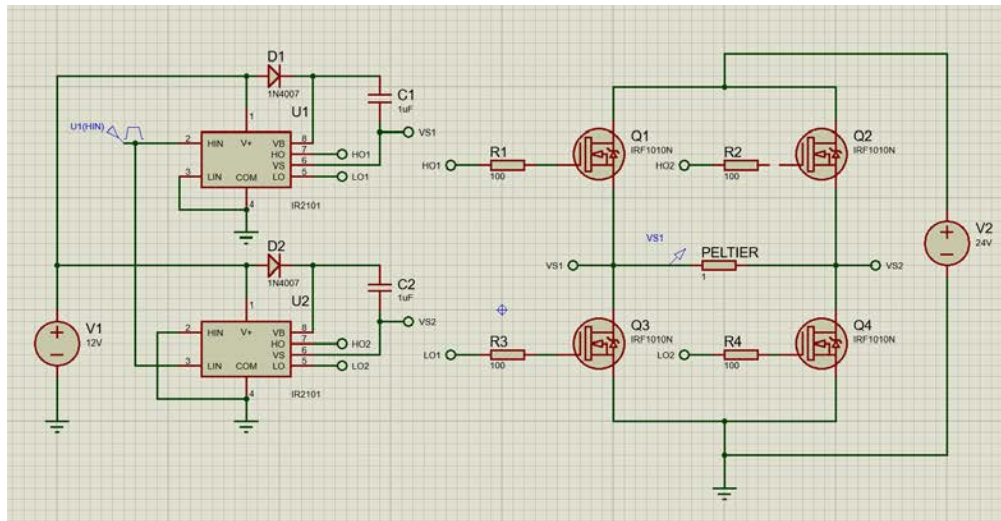 D1
1N4007
U1
C1
1uF
VS1
U1(HIN)
1
2
HIN
V+
VB
8
HO
7
HO1
3
LIN
COM
VS
6
LO
5
LO1
4
IR2101
D2
1N4007
U2
C2
1uF
VS2
1
2
HIN
V+
VB
8
HO
7
HO2
VS
6
3
LIN
COM
LO
5
LO2
4
IR2101
V1
12V
Q1
IRF1010N
Q2
IRF1010N
HO1
R1
100
HO2
R2
100
V2
24V
VS1
VS1
PELTIER
1
VS2
Q3
IRF1010N
Q4
IRF1010N
LO1
R3
100
LO2
R4
100